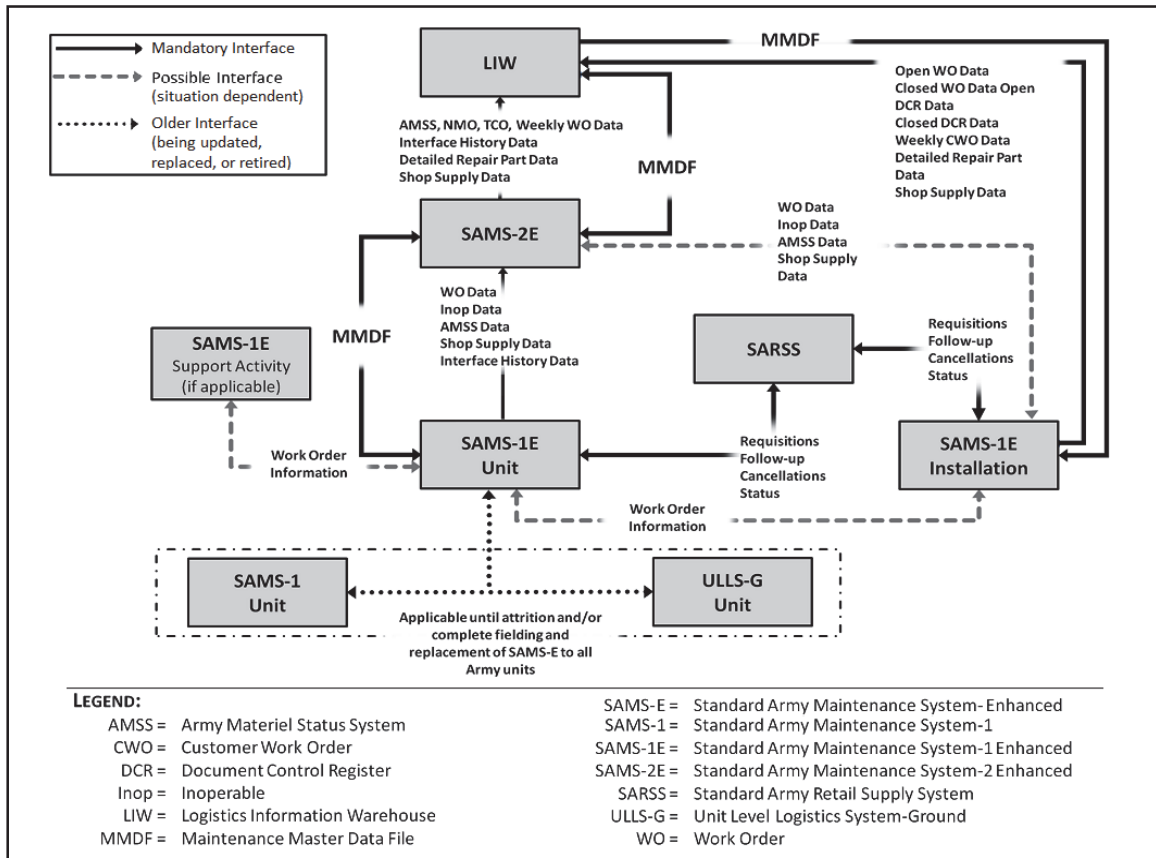 Mandatory Interface
Possible Interface
(situation dependent)
Older Interface
(being updated,
replaced, or retired)
LIW
MMDF
Open WO Data
Closed WO Data Open
DCR Data
Closed DCR Data
Weekly CWO Data
Detailed Repair Part
Data
Shop Supply Data
AMSS, NMO, TCO, Weekly WO Data
Interface History Data
Detailed Repair Part Data
Shop Supply Data
MMDF
SAMS-2E
WO Data
Inop Data
AMSS Data
Shop Supply
Data
WO Data
Inop Data
AMSS Data
Shop Supply Data
Interface History Data
MMDF
SAMS-1E
Support Activity
(if applicable)
SARSS
Requisitions
Follow-up
Cancellations
Status
SAMS-1E
Unit
Requisitions
Follow-up
Cancellations
Status
SAMS-1E
Installation
Work Order
Information
Work Order
Information
SAMS-1
Unit
ULLS-G
Unit
Applicable until attrition and/or
complete fielding and
replacement of SAMS-E to all
Army units
LEGEND:
AMSS = Army Materiel Status System
CWO = Customer Work Order
DCR = Document Control Register
Inop = Inoperable
LIW = Logistics Information Warehouse
MMDF = Maintenance Master Data File
SAMS-E = Standard Army Maintenance System- Enhanced
SAMS-1 = Standard Army Maintenance System-1
SAMS-1E = Standard Army Maintenance System-1 Enhanced
SAMS-2E = Standard Army Maintenance System-2 Enhanced
SARSS = Standard Army Retail Supply System
ULLS-G = Unit Level Logistics System-Ground
WO = Work Order